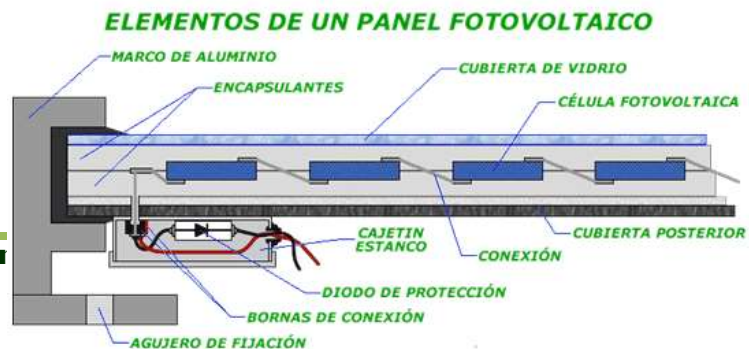 ELEMENTOS DE UN PANEL FOTOVOLTAICO
MARCO DE ALUMINIO
CUBIERTA DE VIDRIO
ENCAPSULANTES
CÉLULA FOTOVOLTAICA
CAJETIN
ESTANCO
CUBIERTA POSTERIOR
CONEXIÓN
DIODO DE PROTECCIÓN
BORNAS DE CONEXIÓN
AGUJERO DE FIJACIÓN